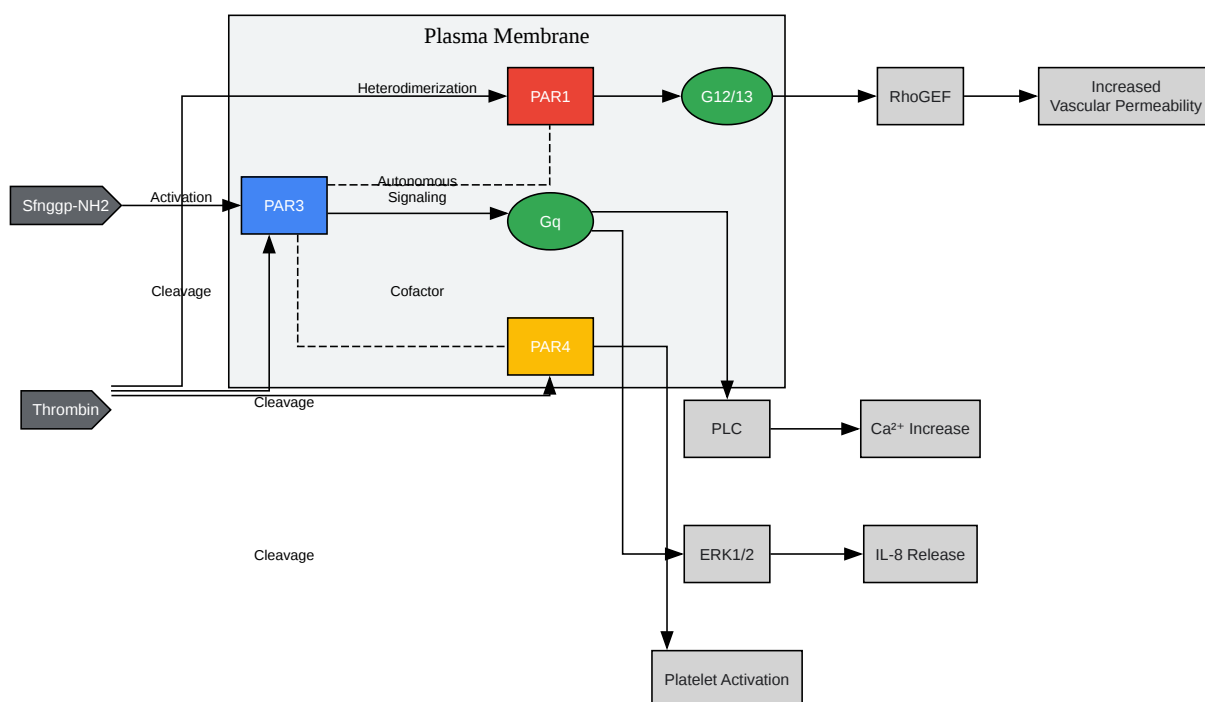 Plasma Membrane
Heterodimerization
PAR1
G12/13
RhoGEF
Increased
Vascular Permeability
Sfnggp-NH2
Activation
PAR3
Autonomous
Signaling
Gq
Cleavage
Cofactor
PAR4
Thrombin
Cleavage
PLC
Ca²⁺ Increase
Cleavage
ERK1/2
IL-8 Release
Platelet Activation